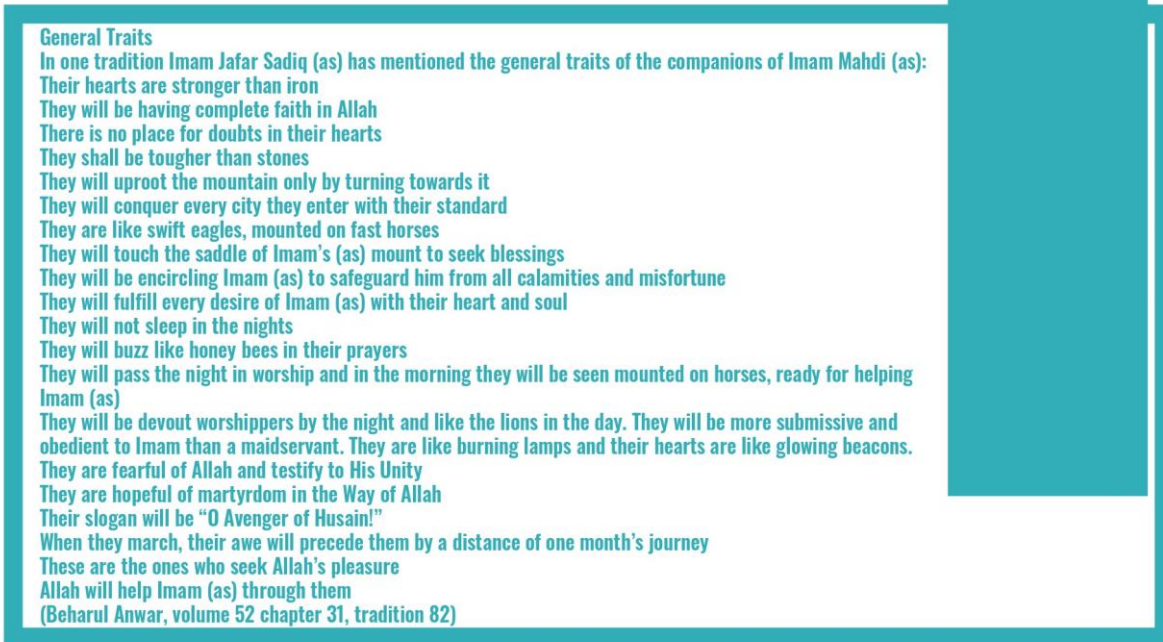 General Traits
In one tradition Imam Jafar Sadiq (as) has mentioned the general traits of the companions of Imam Mahdi (as):
Their hearts are stronger than iron
They will be having complete faith in Allah
There is no place for doubts in their hearts
They shall be tougher than stones
They will uproot the mountain only by turning towards it
They will conquer every city they enter with their standard
They are like swift eagles, mounted on fast horses
They will touch the saddle of Imam’s (as) mount to seek blessings
They will be encircling Imam (as) to safeguard him from all calamities and misfortune
They will fulfill every desire of Imam (as) with their heart and soul
They will not sleep in the nights
They will buzz like honey bees in their prayers
They will pass the night in worship and in the morning they will be seen mounted on horses, ready for helping
Imam (as)
They will be devout worshippers by the night and like the lions in the day. They will be more submissive and
obedient to Imam than a maidservant. They are like burning lamps and their hearts are like glowing beacons.
They are fearful of Allah and testify to His Unity
They are hopeful of martyrdom in the Way of Allah
Their slogan will be “O Avenger of Husain!”
When they march, their awe will precede them by a distance of one month’s journey
These are the ones who seek Allah’s pleasure
Allah will help Imam (as) through them
(Beharul Anwar, volume 52 chapter 31, tradition 82)